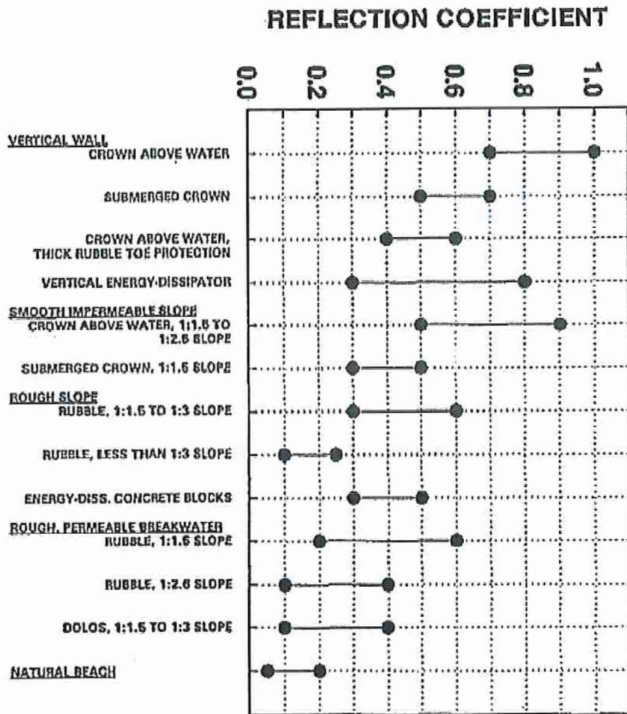 REFLECTION COEFFICIENT
0.0
0.2
0.4
0.6
0.8
1.0
VERTICAL WALL
CROWN ABOVE WATER
SUBMERGED CROWN
CROWN ABOVE WATER,
THICK RUBBLE TOE PROTECTION
VERTICAL ENERGY-DISSIPATOR
SMOOTH IMPERMEABLE SLOPE
CROWN ABOVE WATER, 1:1.5 TO
1:2.5 SLOPE
SUBMERGED CROWN, 1:1.5 SLOPE
ROUGH SLOPE
RUBBLE, 1:1.5 TO 1:3 SLOPE
RUBBLE, LESS THAN 1:3 SLOPE
ENERGY-DISS. CONCRETE BLOCKS
ROUGH, PERMEABLE BREAKWATER
RUBBLE, 1:1.5 SLOPE
RUBBLE, 1:2.5 SLOPE
DOLOS, 1:1.5 TO 1:3 SLOPE
NATURAL BEACH